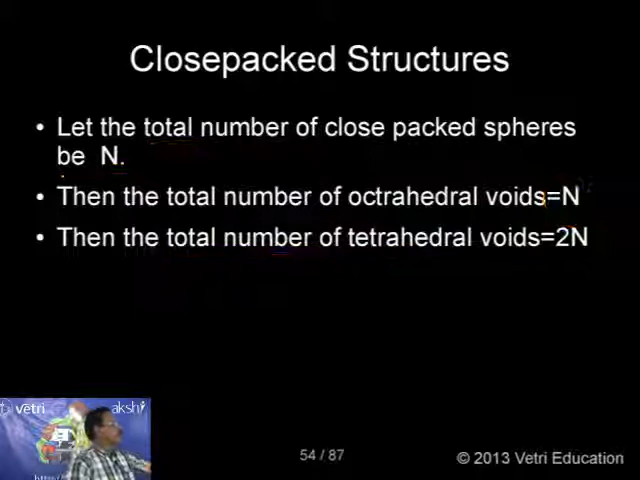 Closepacked Structures
• Let the total number of close packed spheres
be N.
• Then the total number of octrahedral voids=N
• Then the total number of tetrahedral voids=2N
vetri
akshi
54 / 87
© 2013 Vetri Education